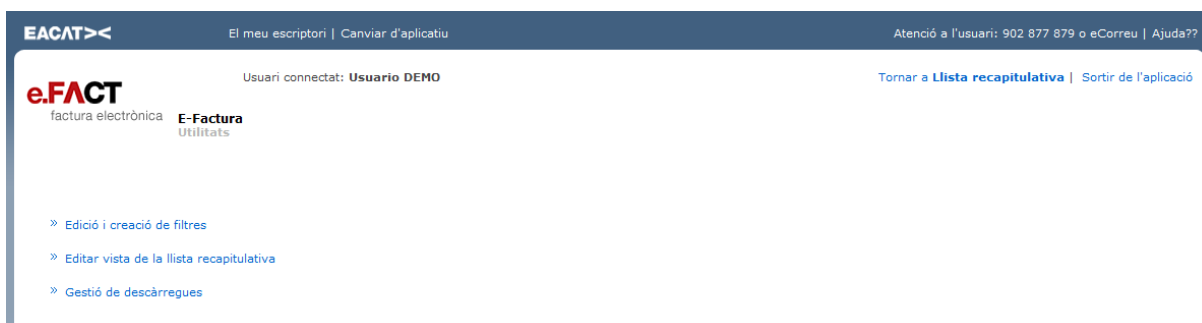 EACAT>< El meu escriptori | Canviar d'aplicatiu Atenció a l'usuari: 902 877 879 o eCorreu | Ajuda??
Usuari connectat: Usuario DEMO Tornar a Llista recapitulativa | Sortir de l'aplicació
e.FACT
factura electrònica E-Factura
Utilitats
» Edició i creació de filtres
» Editar vista de la llista recapitulativa
» Gestió de descàrregues